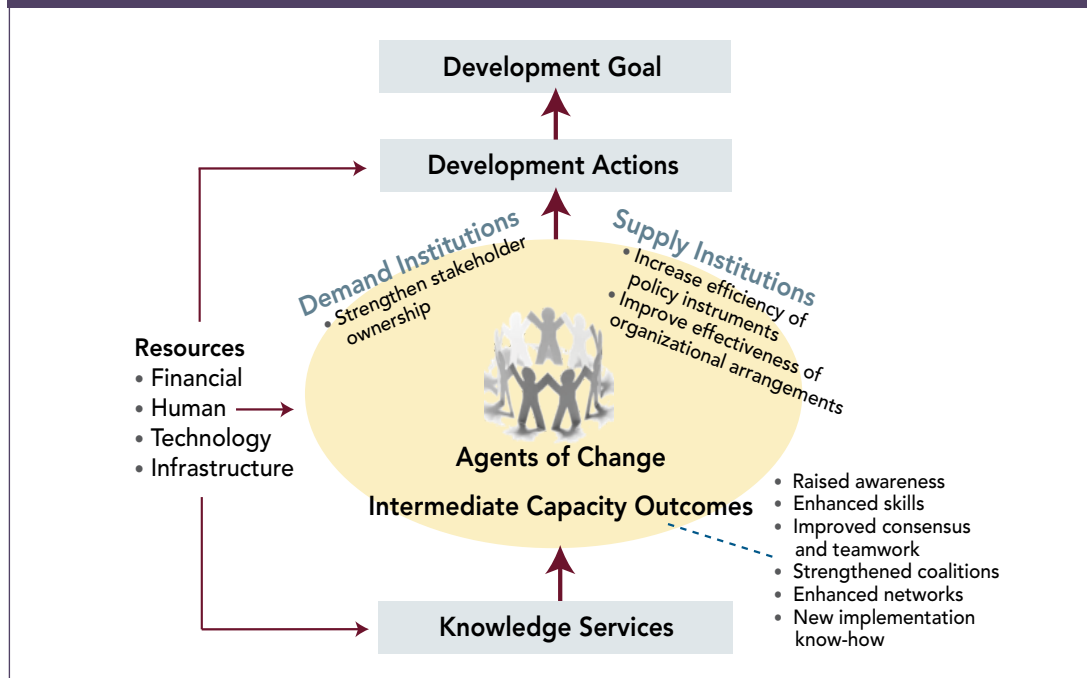 Development Goal
Development Actions
Demand Institutions
• Strengthen stakeholder
ownership
Supply Institutions
• Increase efficiency of
policy instruments
• Improve effectiveness of
organizational arrangements
Resources
• Financial
• Human
• Technology
• Infrastructure
Agents of Change
Intermediate Capacity Outcomes
• Raised awareness
• Enhanced skills
• Improved consensus
and teamwork
• Strengthened coalitions
• Enhanced networks
• New implementation
know-how
Knowledge Services